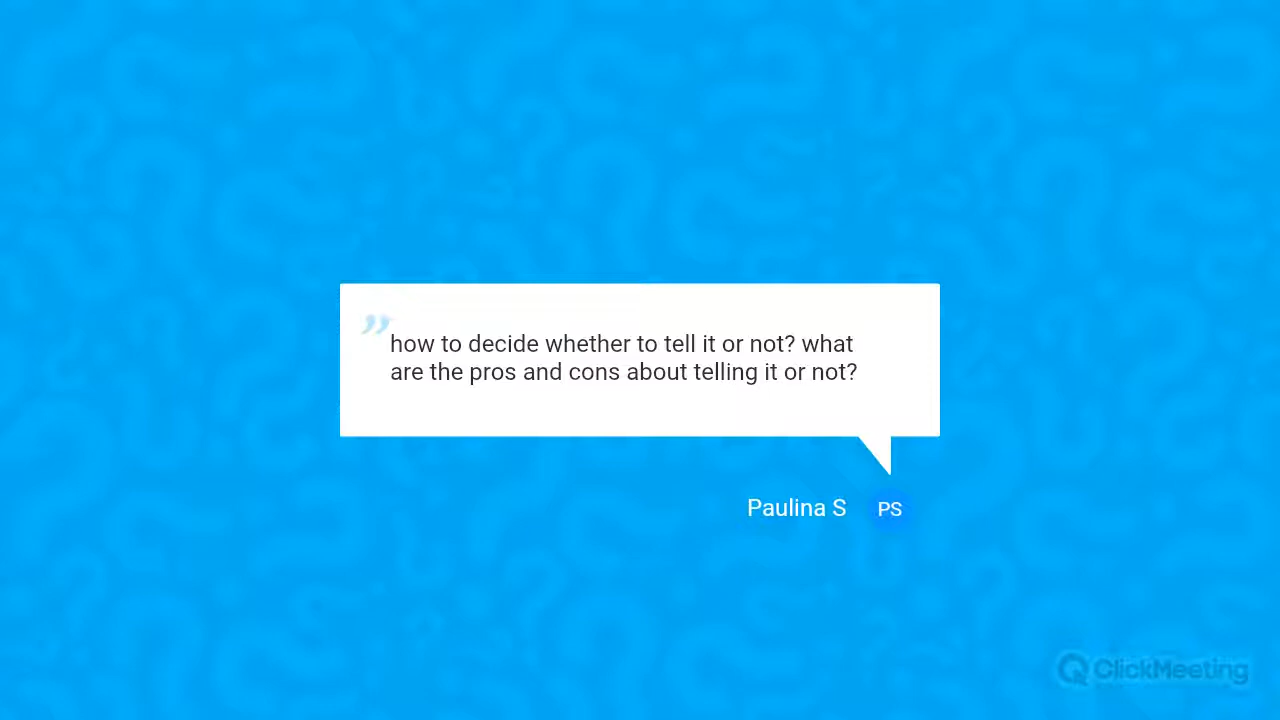 how to decide whether to tell it or not? what
are the pros and cons about telling it or not?
Paulina S PS
ClickMeeting